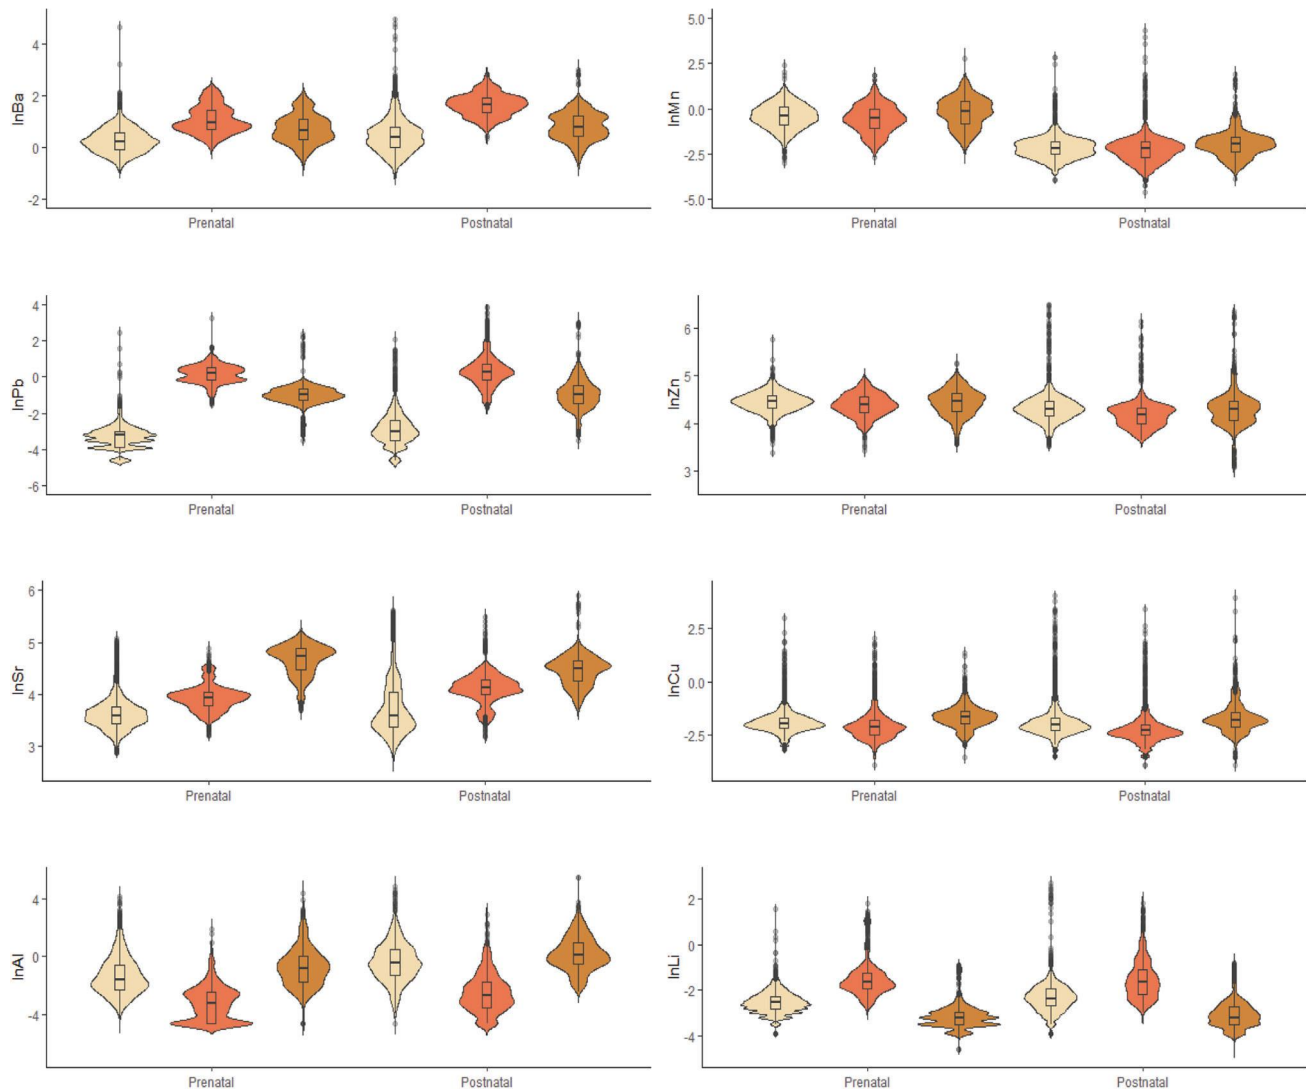 lnBa
4
2
0
-2
Prenatal
Postnatal
lnMn
5.0
2.5
0.0
-2.5
-5.0
Prenatal
Postnatal
lnPb
4
2
0
-2
-4
-6
Prenatal
Postnatal
lnZn
6
5
4
3
Prenatal
Postnatal
lnSr
6
5
4
3
Prenatal
Postnatal
lnCu
2.5
0.0
-2.5
Prenatal
Postnatal
lnAl
4
0
-4
Prenatal
Postnatal
lnLi
2
0
-2
-4
Prenatal
Postnatal